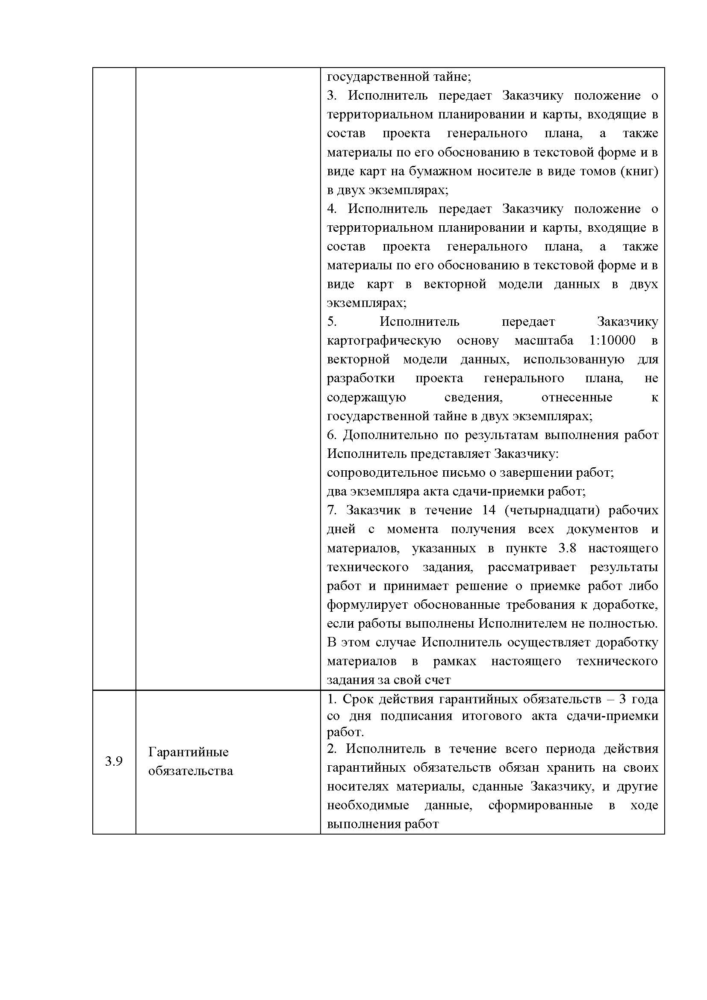 государственной тайне;
3. Исполнитель передает Заказчику положение о
территориальном планировании и карты, входящие в
состав проекта генерального плана, а также
материалы по его обоснованию в текстовой форме и в
виде карт на бумажном носителе в виде томов (книг)
в двух экземплярах;
4. Исполнитель передает Заказчику положение о
территориальном планировании и карты, входящие в
состав проекта генерального плана, а также
материалы по его обоснованию в текстовой форме и в
виде карт в векторной модели данных в двух
экземплярах;
5. Исполнитель передает Заказчику
картографическую основу масштаба 1:10000 в
векторной модели данных, использованную для
разработки проекта генерального плана, не
содержащую сведения, отнесенные к
государственной тайне в двух экземплярах;
6. Дополнительно по результатам выполнения работ
Исполнитель представляет Заказчику:
сопроводительное письмо о завершении работ;
два экземпляра акта сдачи-приемки работ;
7. Заказчик в течение 14 (четырнадцати) рабочих
дней с момента получения всех документов и
материалов, указанных в пункте 3.8 настоящего
технического задания, рассматривает результаты
работ и принимает решение о приемке работ либо
формулирует обоснованные требования к доработке,
если работы выполнены Исполнителем не полностью.
В этом случае Исполнитель осуществляет доработку
материалов в рамках настоящего технического
задания за свой счет
3.9
Гарантийные
обязательства
1. Срок действия гарантийных обязательств – 3 года
со дня подписания итогового акта сдачи-приемки
работ.
2. Исполнитель в течение всего периода действия
гарантийных обязательств обязан хранить на своих
носителях материалы, сданные Заказчику, и другие
необходимые данные, сформированные в ходе
выполнения работ